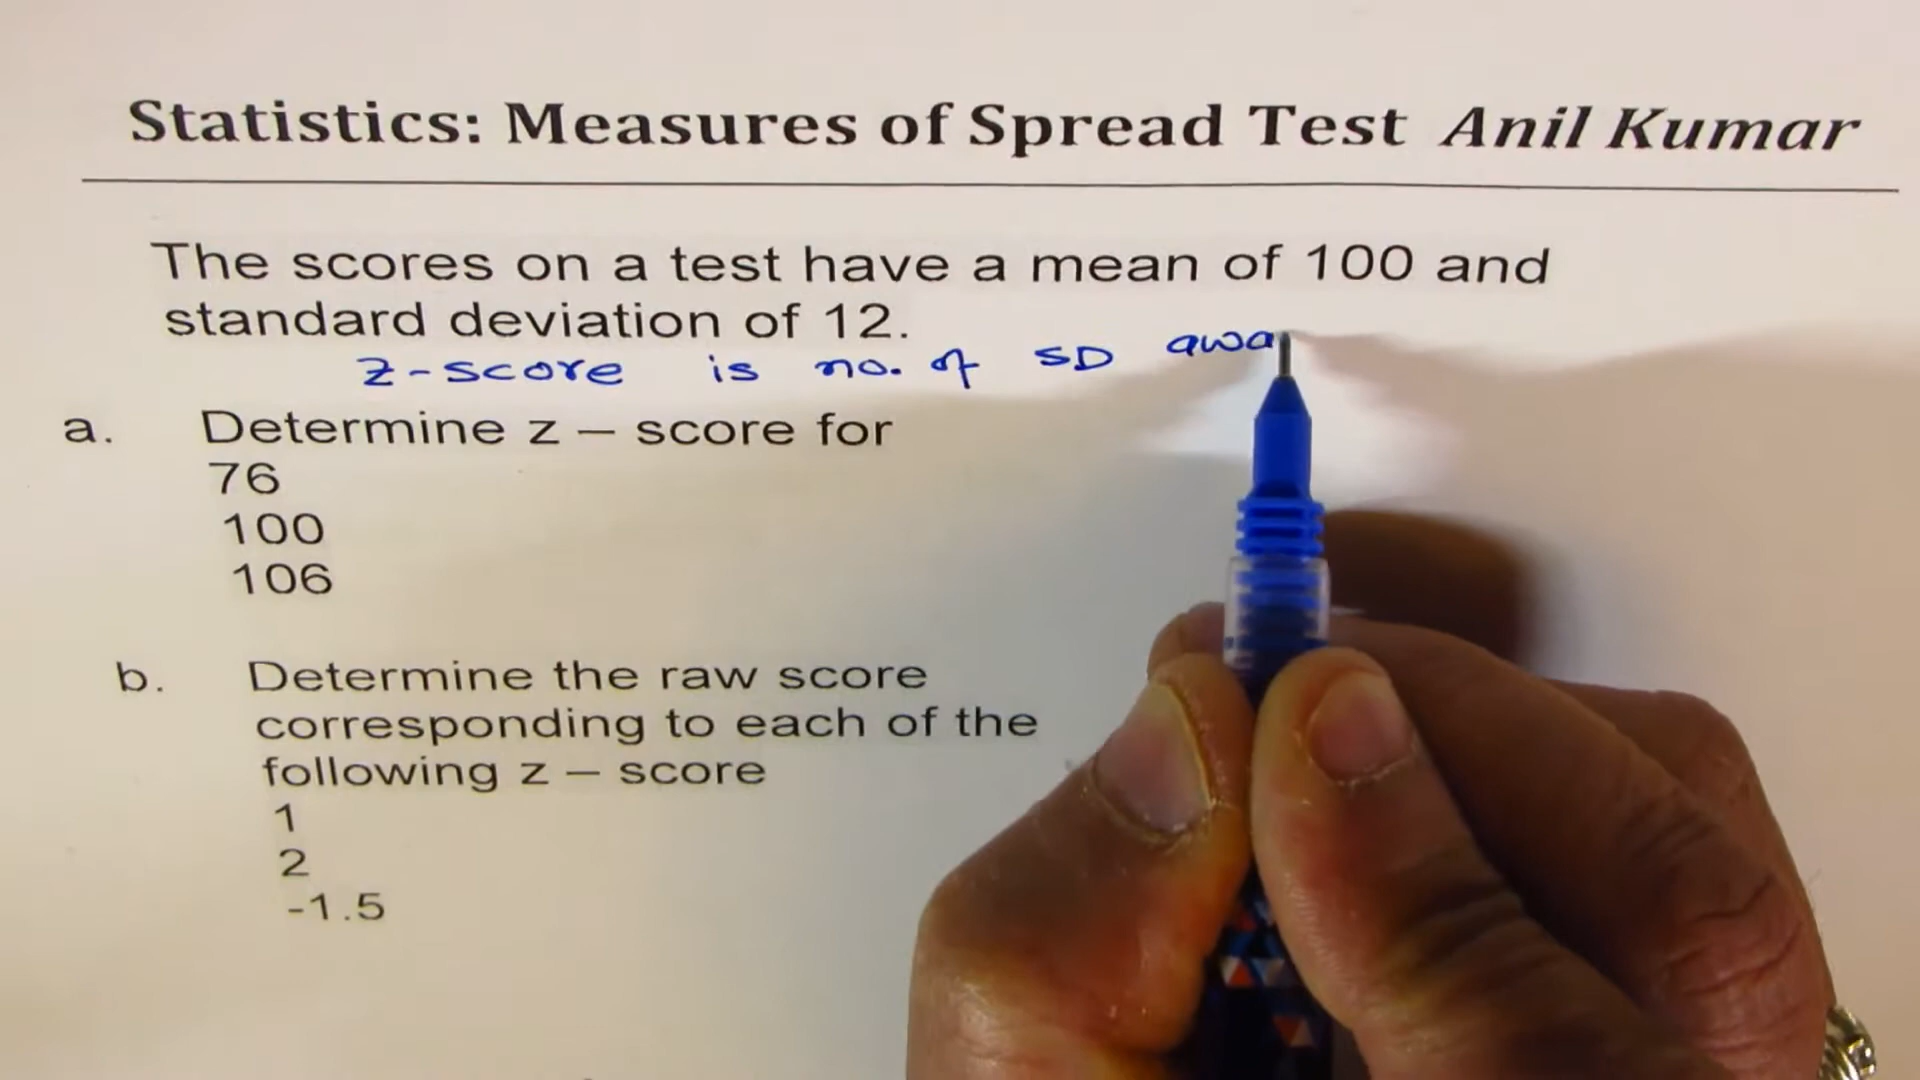 Statistics: Measures of Spread Test Anil Kumar
The scores on a test have a mean of 100 and
standard deviation of 12.
z-score is no. of SD awa
a. Determine z – score for
76
100
106
b. Determine the raw score
corresponding to each of the
following z – score
1
2
-1.5